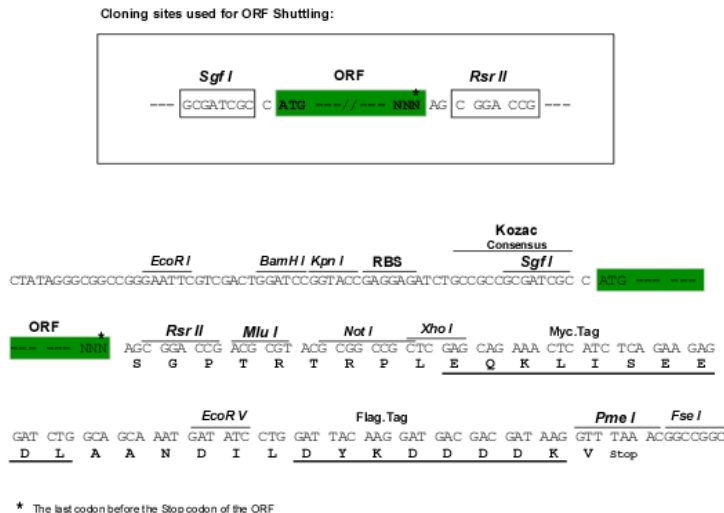 Cloning sites used for ORF Shuttling:
Sgf I ORF Rsr II
*
--- GCGATCGC C ATG ---//--- NNN AG C GGA CCG ---
Kozac
Consensus
EcoR I BamH I Kpn I RBS Sgf I
CTATAGGGCGGCCGGGAATTCGTCGACTGGATCCGGTACCGAGGAGATCTGCCGCCGCGATCGC C ATG --- ---
ORF * Rsr II Mlu I Not I Xho I Myc.Tag
--- --- NNN AGC GGA CCG ACG CGT ACG CGG CCG CTC GAG CAG AAA CTC ATC TCA GAA GAG
S G P T R T R P L E Q K L I S E E
EcoR V Flag.Tag Pme I Fse I
GAT CTG GCA GCA AAT GAT ATC CTG GAT TAC AAG GAT GAC GAC GAT AAG GTT TAA ACGGCCGGC
D L A A N D I L D Y K D D D D K V Stop
* The last codon before the Stop codon of the ORF